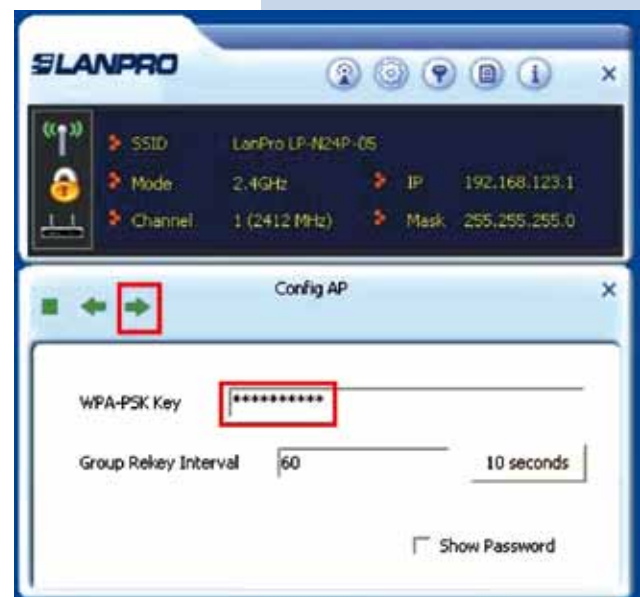 LANPRO
SSID LanPro LP-N24P-05
Mode 2.4GHz IP 192.168.123.1
Channel 1 (2412 MHz) Mask 255.255.255.0
Config AP
WPA-PSK Key **********
Group Rekey Interval 60 10 seconds
Show Password